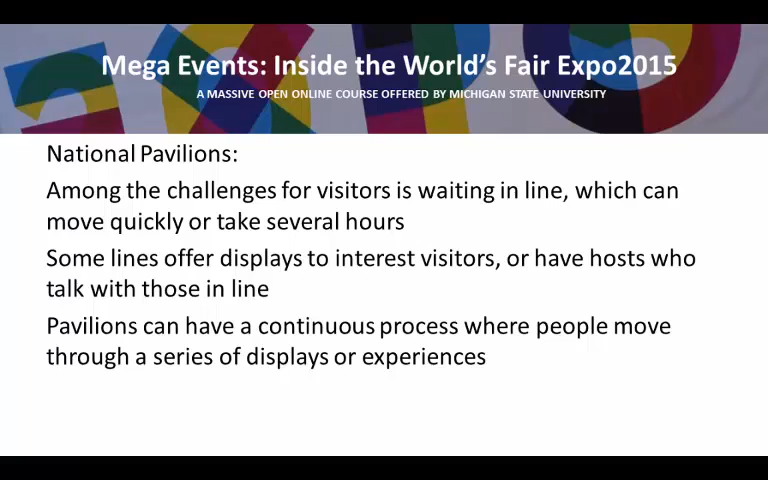 Mega Events: Inside the World's Fair Expo2015
A MASSIVE OPEN ONLINE COURSE OFFERED BY MICHIGAN STATE UNIVERSITY
National Pavilions:
Among the challenges for visitors is waiting in line, which can
move quickly or take several hours
Some lines offer displays to interest visitors, or have hosts who
talk with those in line
Pavilions can have a continuous process where people move
through a series of displays or experiences